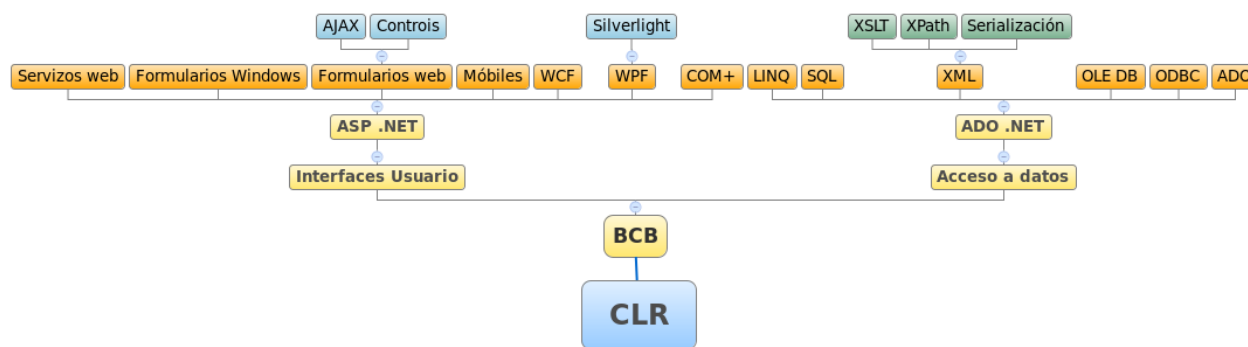 AJAX Controis Silverlight XSLT XPath Serialización
Servizos web Formularios Windows Formularios web Móbiles WCF WPF COM+ LINQ SQL XML OLE DB ODBC ADO
ASP .NET ADO .NET
Interfaces Usuario Acceso a datos
BCB
CLR